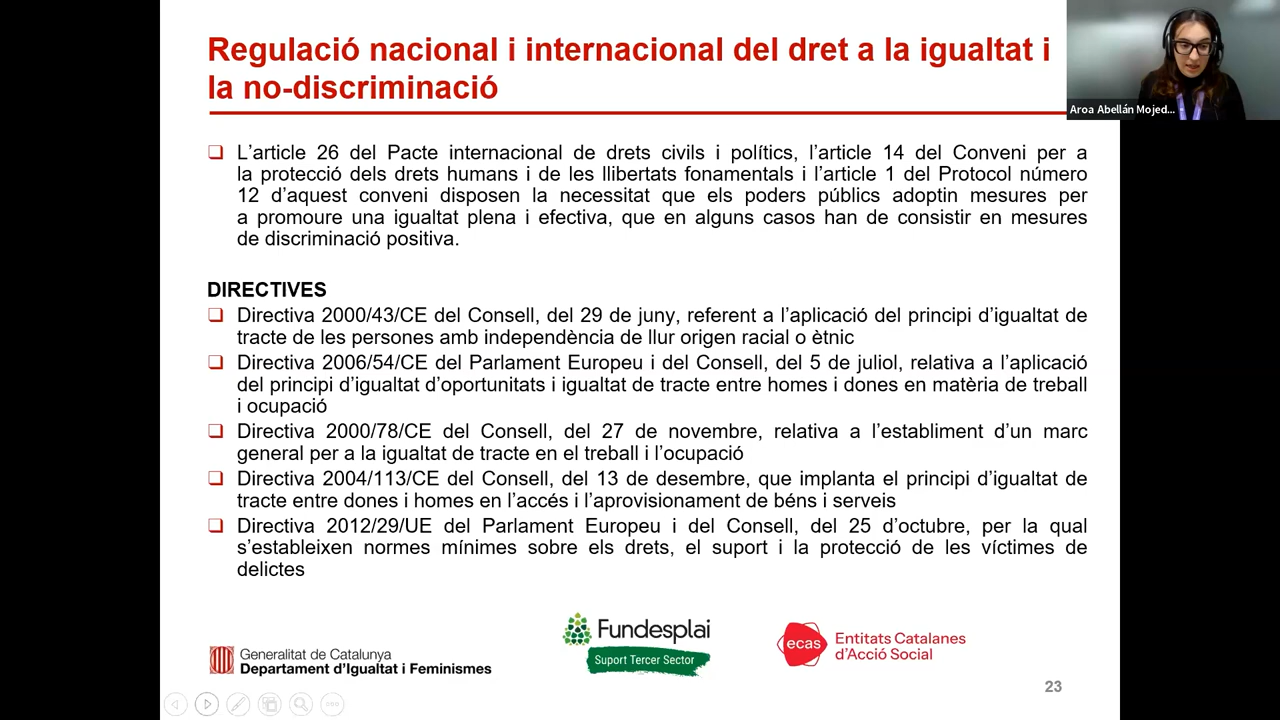 Regulació nacional i internacional del dret a la igualtat i
la no-discriminació
Aroa Abellán Mojed...
L’article 26 del Pacte internacional de drets civils i polítics, l’article 14 del Conveni per a
la protecció dels drets humans i de les llibertats fonamentals i l’article 1 del Protocol número
12 d’aquest conveni disposen la necessitat que els poders públics adoptin mesures per
a promoure una igualtat plena i efectiva, que en alguns casos han de consistir en mesures
de discriminació positiva.
DIRECTIVES
Directiva 2000/43/CE del Consell, del 29 de juny, referent a l’aplicació del principi d’igualtat de
tracte de les persones amb independència de llur origen racial o ètnic
Directiva 2006/54/CE del Parlament Europeu i del Consell, del 5 de juliol, relativa a l’aplicació
del principi d’igualtat d’oportunitats i igualtat de tracte entre homes i dones en matèria de treball
i ocupació
Directiva 2000/78/CE del Consell, del 27 de novembre, relativa a l’establiment d’un marc
general per a la igualtat de tracte en el treball i l’ocupació
Directiva 2004/113/CE del Consell, del 13 de desembre, que implanta el principi d’igualtat de
tracte entre dones i homes en l’accés i l’aprovisionament de béns i serveis
Directiva 2012/29/UE del Parlament Europeu i del Consell, del 25 d’octubre, per la qual
s’estableixen normes mínimes sobre els drets, el suport i la protecció de les víctimes de
delictes
Generalitat de Catalunya
Departament d’Igualtat i Feminismes
Fundesplai
Suport Tercer Sector
ecas
Entitats Catalanes
d’Acció Social
23